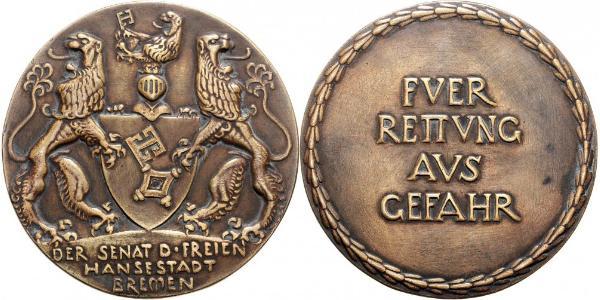 DER SENAT D. FREIEN
HANSESTADT
BREMEN
FVER
RETTVNG
AVS
GEFAHR